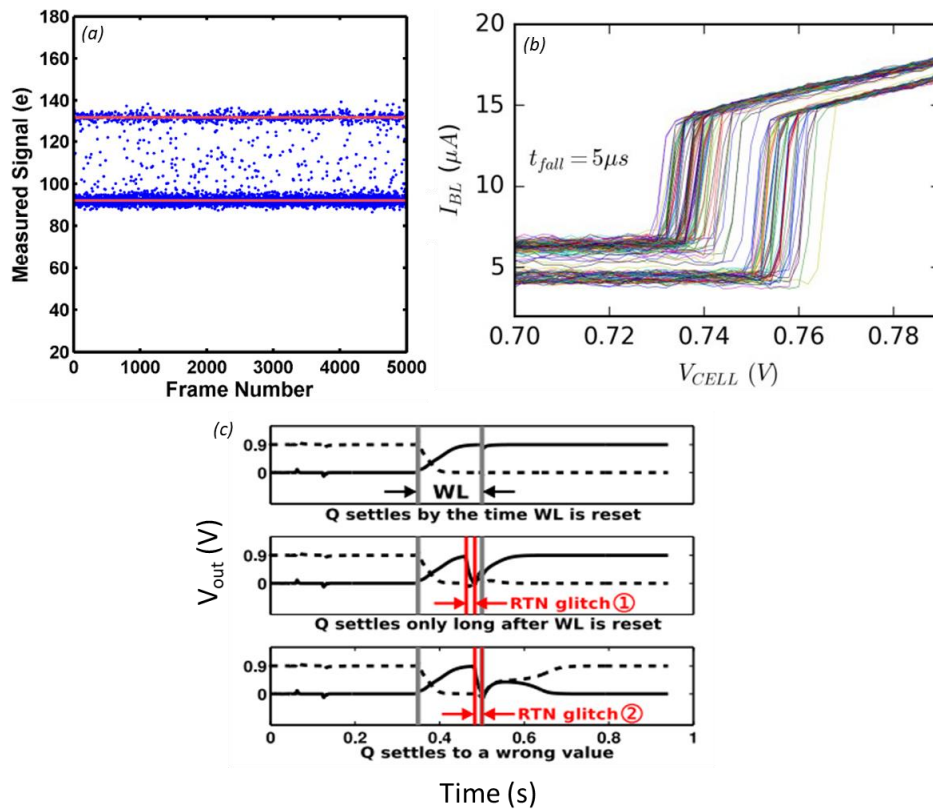 (a)
Measured Signal (e)
180
160
140
120
100
80
60
40
20
0 1000 2000 3000 4000 5000
Frame Number
(b)
I_BL (μA)
20
15
10
5
t_fall = 5μs
0.70 0.72 0.74 0.76 0.78
V_CELL (V)
(c)
V_out (V)
0.9
0
WL
Q settles by the time WL is reset
0.9
0
RTN glitch①
Q settles only long after WL is reset
0.9
0
RTN glitch②
0 0.2 0.4 0.6 0.8 1
Q settles to a wrong value
Time (s)